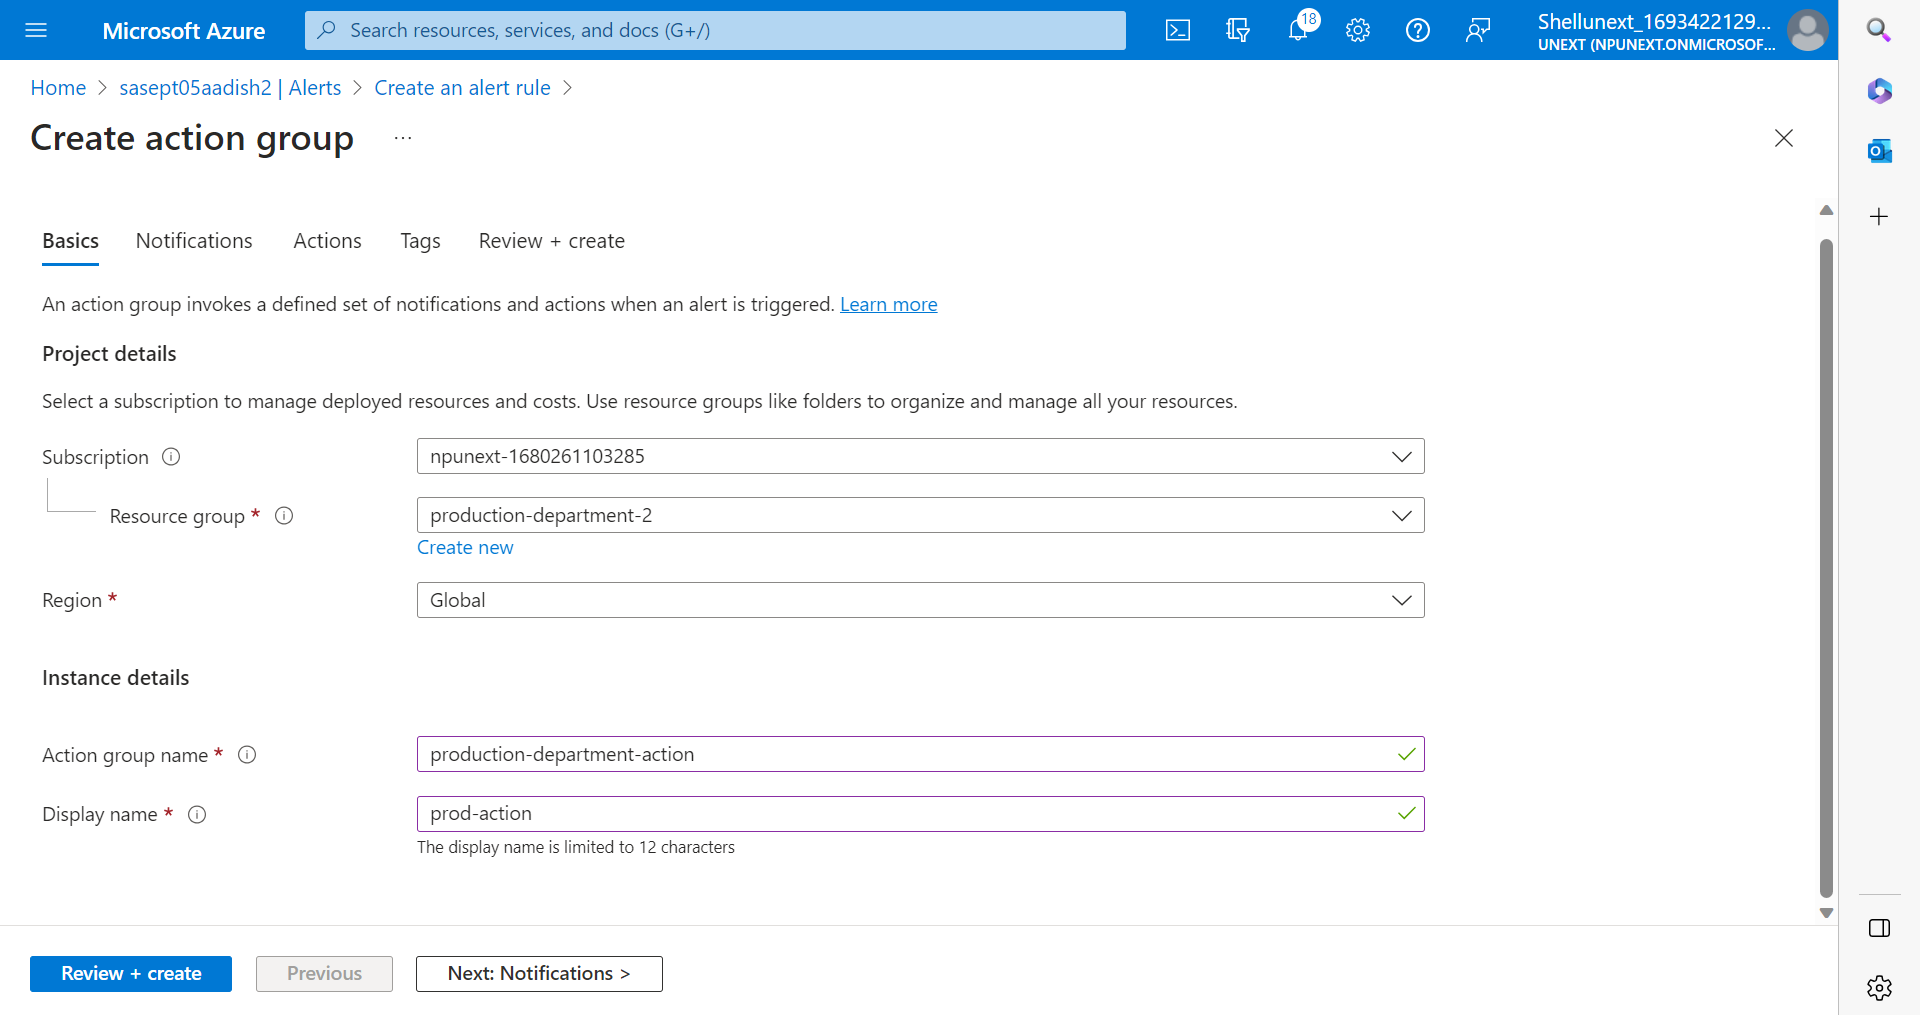 Microsoft Azure
Search resources, services, and docs (G+/)
18
Shellunext_1693422129...
UNEXT (NPUNEXT.ONMICROSOF...
Home > sasept05aadish2 | Alerts > Create an alert rule >
Create action group ...
Basics Notifications Actions Tags Review + create
An action group invokes a defined set of notifications and actions when an alert is triggered. Learn more
Project details
Select a subscription to manage deployed resources and costs. Use resource groups like folders to organize and manage all your resources.
Subscription npunext-1680261103285
Resource group * production-department-2
Create new
Region * Global
Instance details
Action group name * production-department-action
Display name * prod-action
The display name is limited to 12 characters
Review + create Previous Next: Notifications >